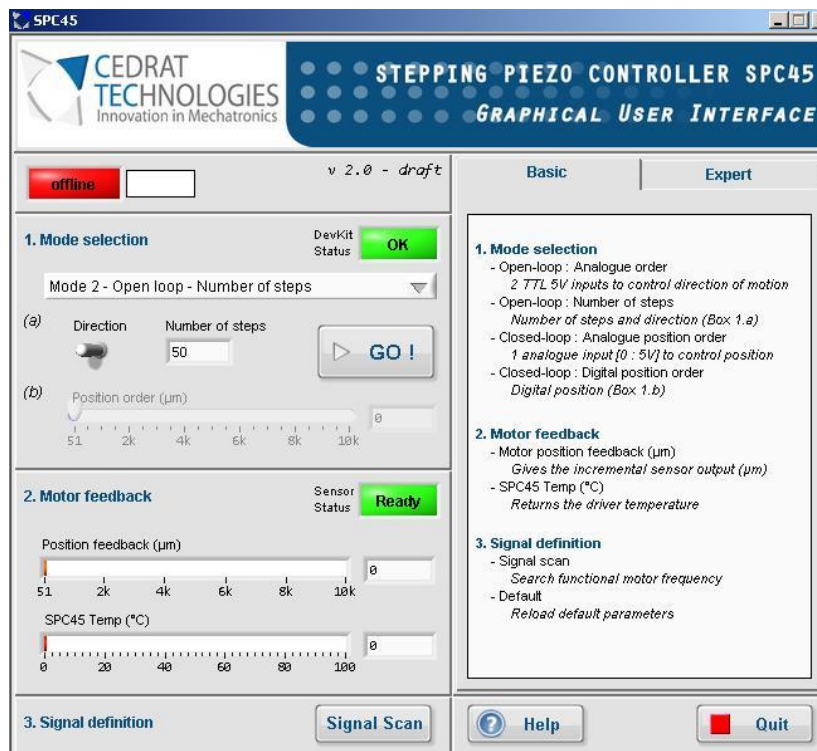 SPC45
CEDRAT
TECHNOLOGIES
Innovation in Mechatronics
STEPPING PIEZO CONTROLLER SPC45
GRAPHICAL USER INTERFACE
offline
v 2.0 - draft
1. Mode selection
DevKit
Status
OK
Mode 2 - Open loop - Number of steps
(a)
Direction
Number of steps
50
GO !
(b)
Position order (µm)
51 2k 4k 6k 8k 10k
0
2. Motor feedback
Sensor
Status
Ready
Position feedback (µm)
0
51 2k 4k 6k 8k 10k
SPC45 Temp (°C)
0
0 20 40 60 80 100
3. Signal definition
Signal Scan
Basic
Expert
1. Mode selection
- Open-loop : Analogue order
2 TTL 5V inputs to control direction of motion
- Open-loop : Number of steps
Number of steps and direction (Box 1.a)
- Closed-loop : Analogue position order
1 analogue input [0 : 5V] to control position
- Closed-loop : Digital position order
Digital position (Box 1.b)
2. Motor feedback
- Motor position feedback (µm)
Gives the incremental sensor output (µm)
- SPC45 Temp (°C)
Returns the driver temperature
3. Signal definition
- Signal scan
Search functional motor frequency
- Default
Reload default parameters
? Help
Quit